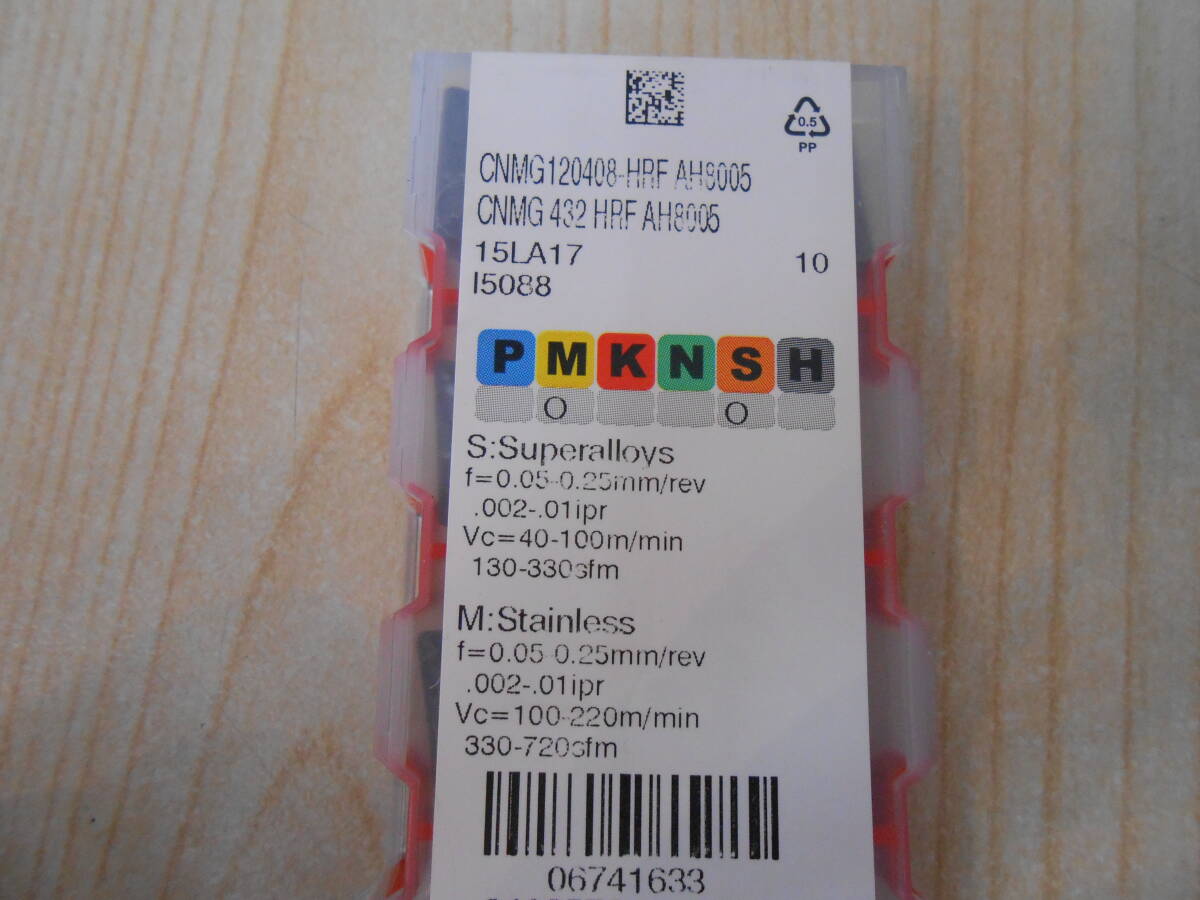 0.5
PP
CNMG120408-HRF AH8005
CNMG 432 HRF AH8005
15LA17 10
I5088
P M K N S H
O O
S:Superalloys
f=0.05-0.25mm/rev
.002-.01ipr
Vc=40-100m/min
130-330sfm
M:Stainless
f=0.05-0.25mm/rev
.002-.01ipr
Vc=100-220m/min
330-720sfm
06741633